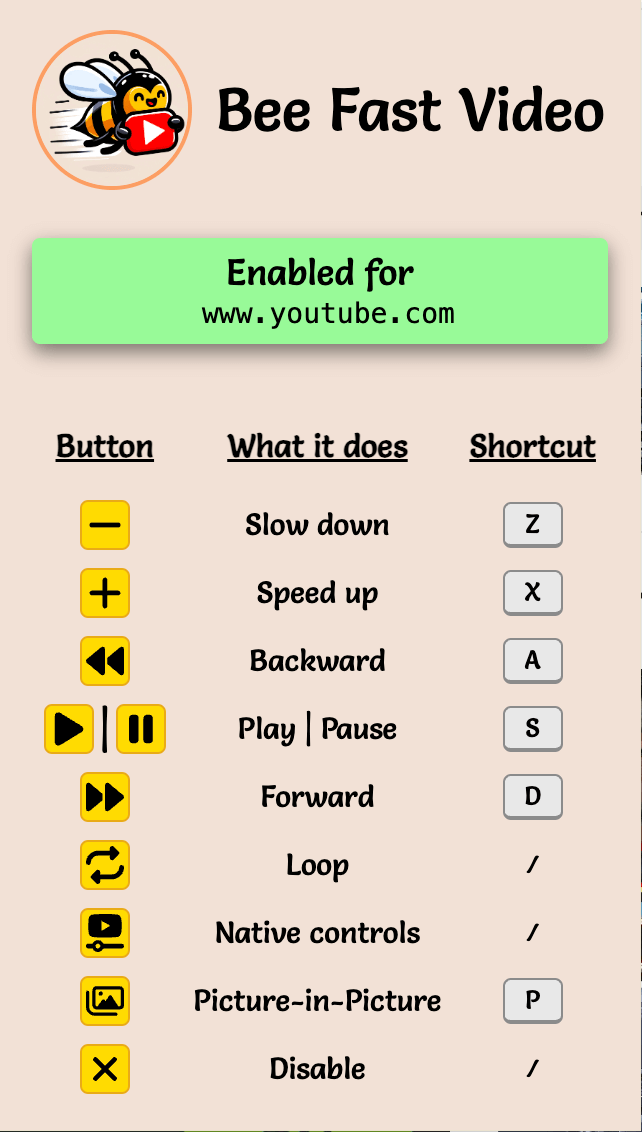 Bee Fast Video
Enabled for
www.youtube.com
Button What it does Shortcut
Slow down Z
Speed up X
Backward A
Play | Pause S
Forward D
Loop /
Native controls /
Picture-in-Picture P
Disable /